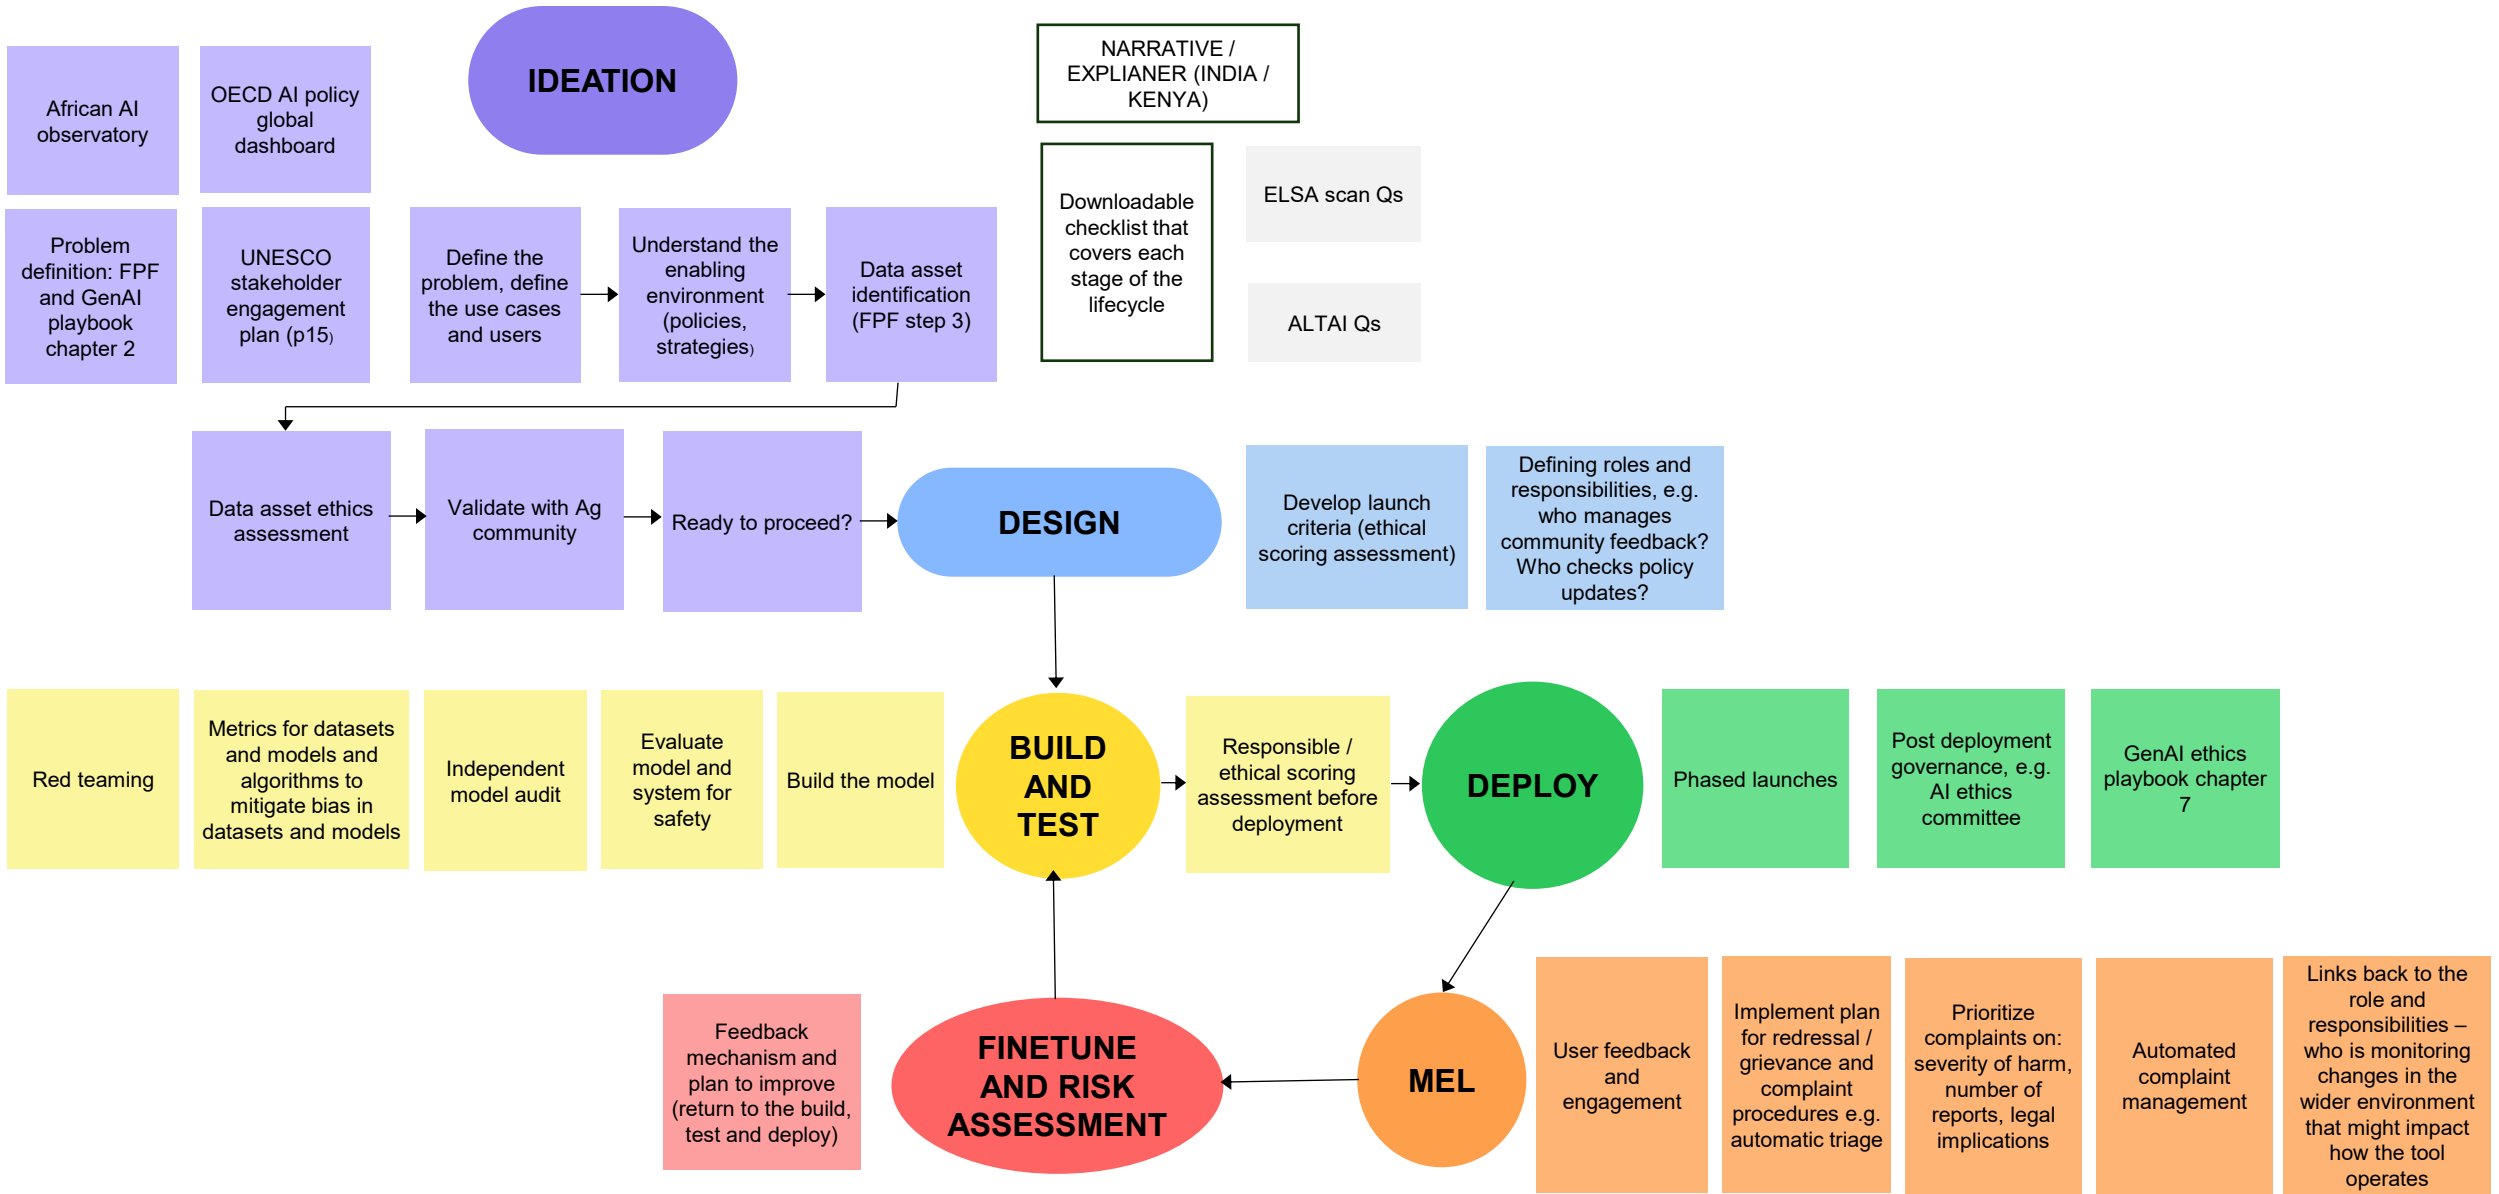 IDEATION
NARRATIVE /
EXPLIANER (INDIA /
KENYA)
African AI
observatory
OECD AI policy
global
dashboard
Downloadable
checklist that
covers each
stage of the
lifecycle
ELSA scan Qs
ALTAI Qs
Problem
definition: FPF
and GenAI
playbook
chapter 2
UNESCO
stakeholder
engagement
plan (p15)
Define the
problem, define
the use cases
and users
Understand the
enabling
environment
(policies,
strategies)
Data asset
identification
(FPF step 3)
Data asset ethics
assessment
Validate with Ag
community
Ready to proceed?
DESIGN
Develop launch
criteria (ethical
scoring assessment)
Defining roles and
responsibilities, e.g.
who manages
community feedback?
Who checks policy
updates?
Red teaming
Metrics for datasets
and models and
algorithms to
mitigate bias in
datasets and models
Independent
model audit
Evaluate
model and
system for
safety
Build the model
BUILD
AND
TEST
Responsible /
ethical scoring
assessment before
deployment
DEPLOY
Phased launches
Post deployment
governance, e.g.
AI ethics
committee
GenAI ethics
playbook chapter
7
Feedback
mechanism and
plan to improve
(return to the build,
test and deploy)
FINETUNE
AND RISK
ASSESSMENT
MEL
User feedback
and
engagement
Implement plan
for redressal /
grievance and
complaint
procedures e.g.
automatic triage
Prioritize
complaints on:
severity of harm,
number of
reports, legal
implications
Automated
complaint
management
Links back to the
role and
responsibilities –
who is monitoring
changes in the
wider environment
that might impact
how the tool
operates